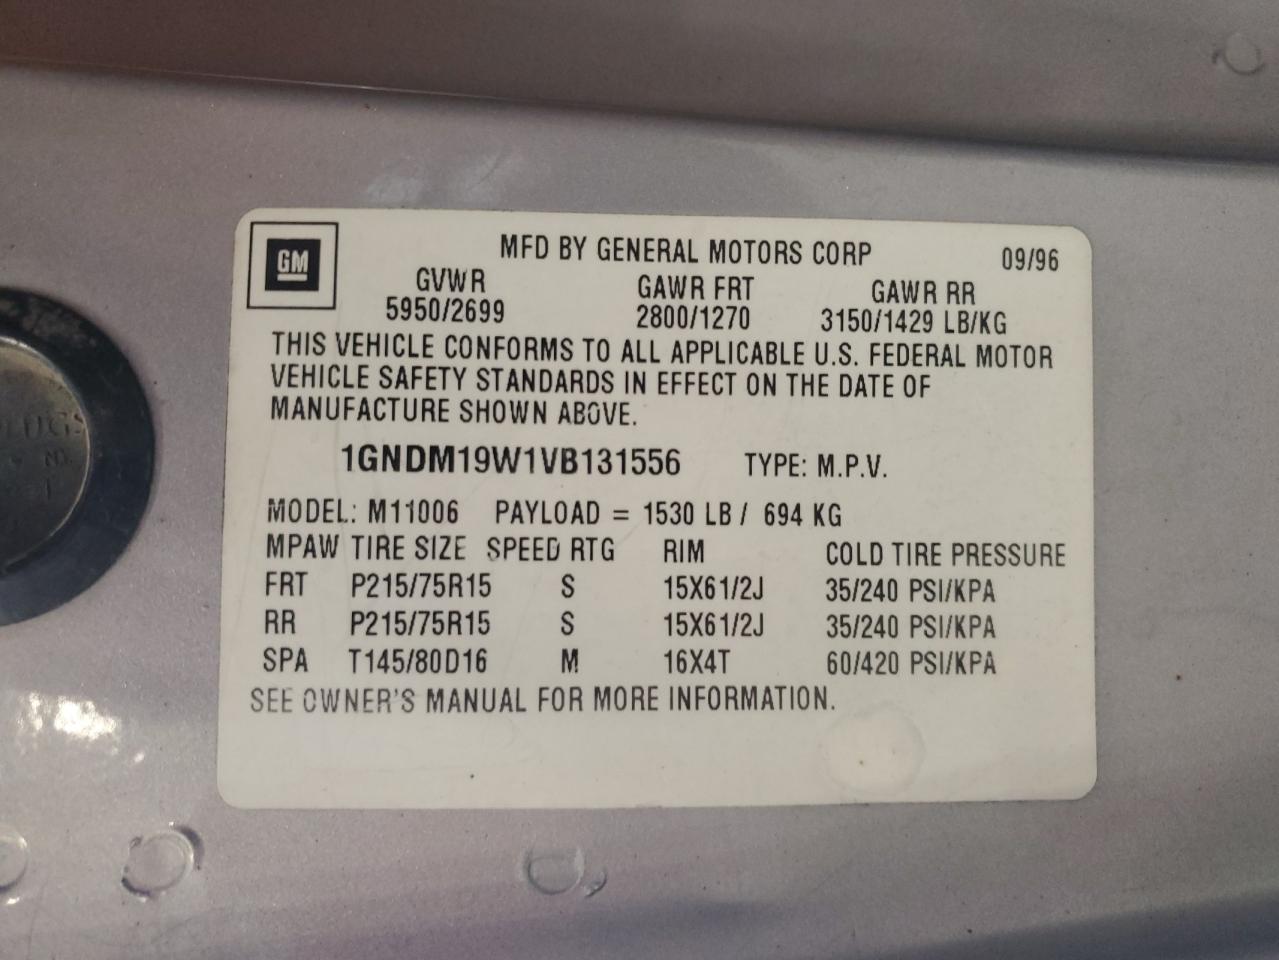 GM
MFD BY GENERAL MOTORS CORP 09/96
GVWR GAWR FRT GAWR RR
5950/2699 2800/1270 3150/1429 LB/KG
THIS VEHICLE CONFORMS TO ALL APPLICABLE U.S. FEDERAL MOTOR
VEHICLE SAFETY STANDARDS IN EFFECT ON THE DATE OF
MANUFACTURE SHOWN ABOVE.
1GNDM19W1VB131556 TYPE: M.P.V.
MODEL: M11006 PAYLOAD = 1530 LB / 694 KG
MPAW TIRE SIZE SPEED RTG RIM COLD TIRE PRESSURE
FRT P215/75R15 S 15X61/2J 35/240 PSI/KPA
RR P215/75R15 S 15X61/2J 35/240 PSI/KPA
SPA T145/80D16 M 16X4T 60/420 PSI/KPA
SEE OWNER'S MANUAL FOR MORE INFORMATION.